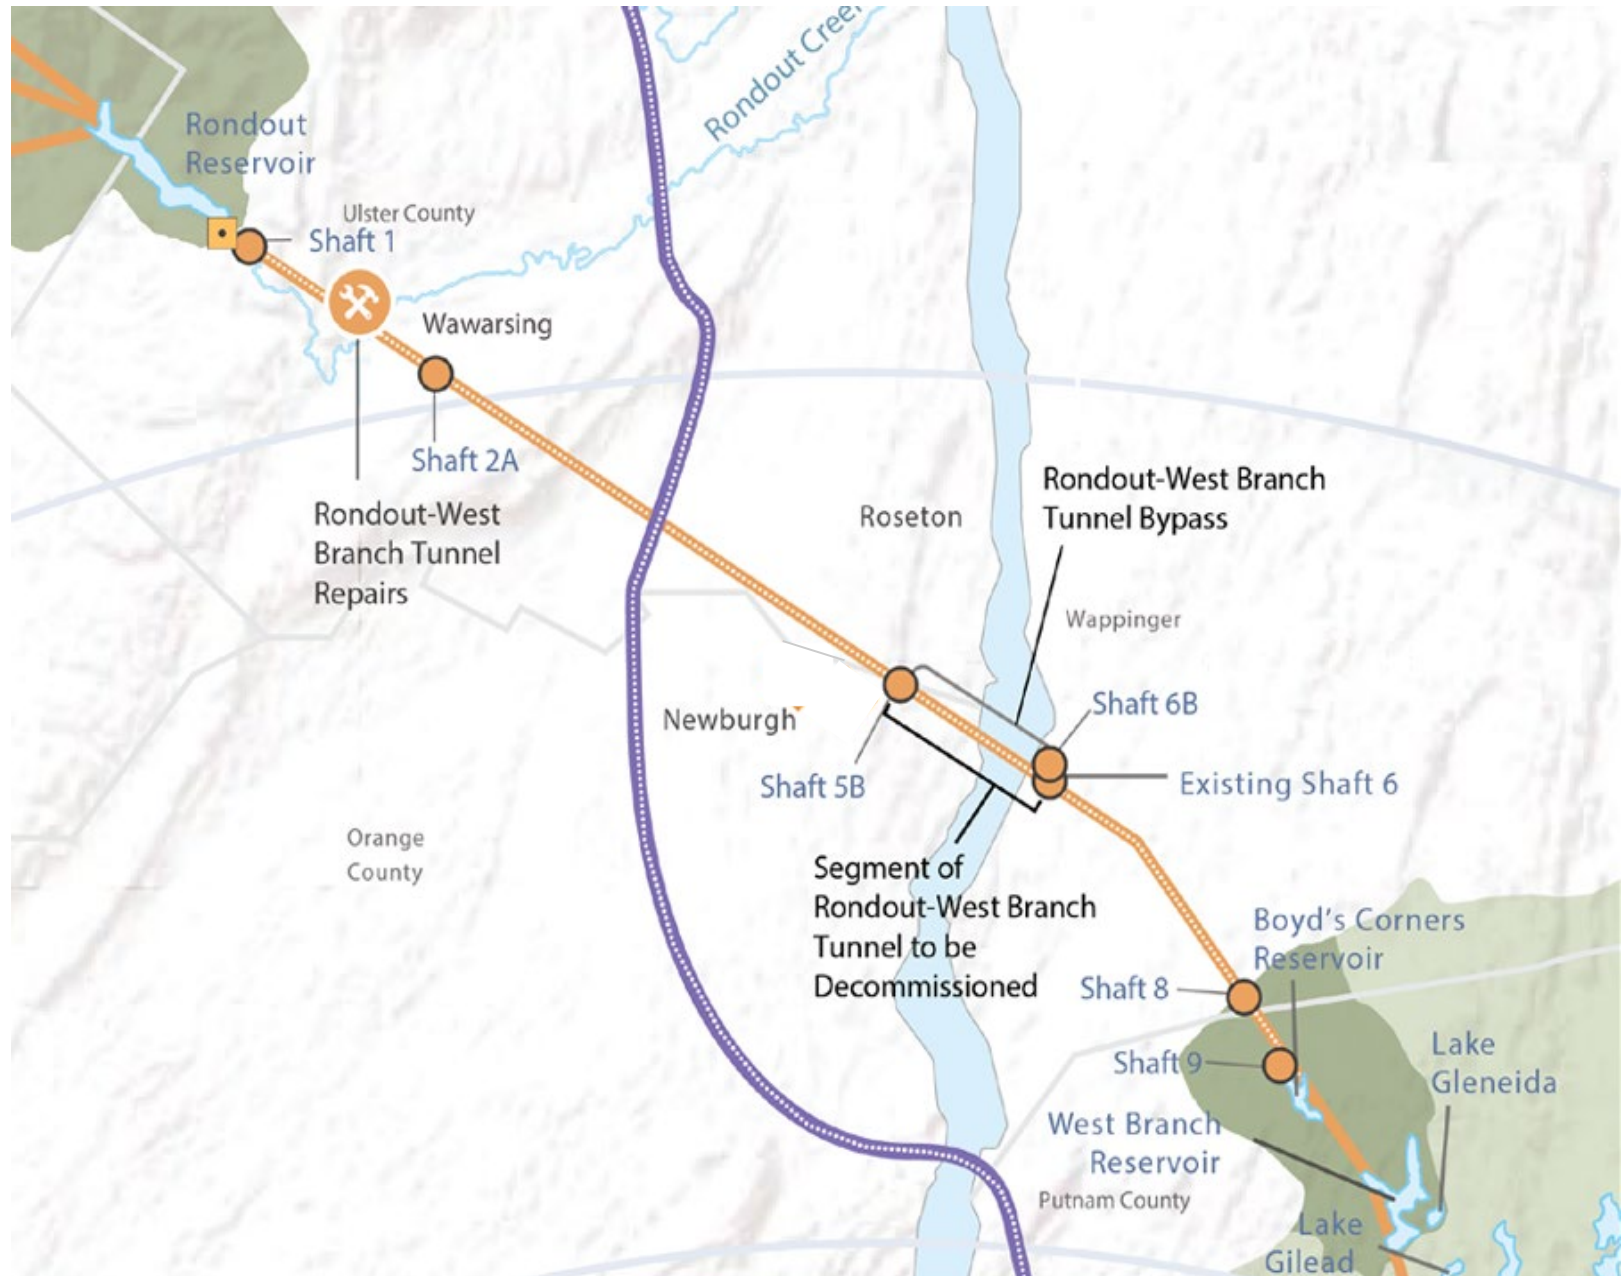 Rondout Creek
Rondout
Reservoir
Ulster County
Shaft 1
Wawarsing
Shaft 2A
Rondout-West
Branch Tunnel
Repairs
Roseton
Rondout-West Branch
Tunnel Bypass
Wappinger
Newburgh
Shaft 6B
Shaft 5B
Existing Shaft 6
Orange
County
Segment of
Rondout-West Branch
Tunnel to be
Decommissioned
Boyd's Corners
Reservoir
Shaft 8
Shaft 9
Lake
Gleneida
West Branch
Reservoir
Putnam County
Lake
Gilead